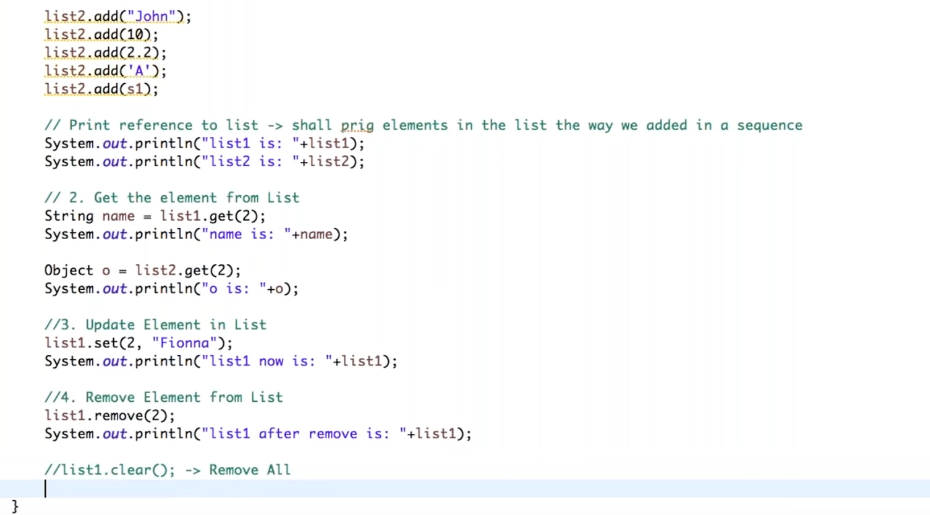 list2.add("John");
list2.add(10);
list2.add(2.2);
list2.add('A');
list2.add(s1);
// Print reference to list -> shall prig elements in the list the way we added in a sequence
System.out.println("list1 is: "+list1);
System.out.println("list2 is: "+list2);
// 2. Get the element from List
String name = list1.get(2);
System.out.println("name is: "+name);
Object o = list2.get(2);
System.out.println("o is: "+o);
//3. Update Element in List
list1.set(2, "Fionna");
System.out.println("list1 now is: "+list1);
//4. Remove Element from List
list1.remove(2);
System.out.println("list1 after remove is: "+list1);
//list1.clear(); -> Remove All
}